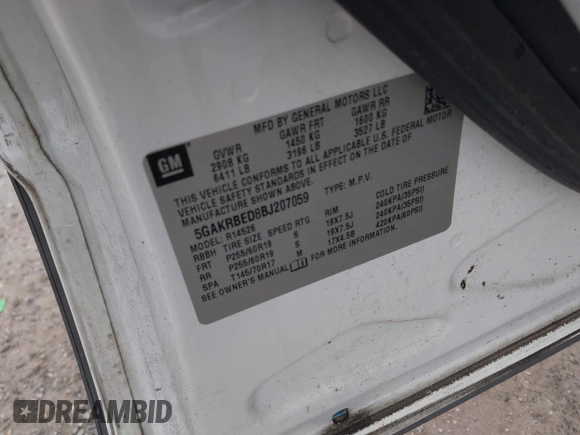 GM
MFD BY GENERAL MOTORS LLC
GVWR GAWR FRT GAWR RR
2908 KG 1450 KG 1600 KG
6411 LB 3196 LB 3527 LB
THIS VEHICLE CONFORMS TO ALL APPLICABLE U.S. FEDERAL MOTOR
VEHICLE SAFETY STANDARDS IN EFFECT ON THE DATE OF
MANUFACTURE SHOWN ABOVE.
5GAKRBED8BJ207059 TYPE: M.P.V.
MODEL: R14526
RBBH TIRE SIZE SPEED RTG RIM COLD TIRE PRESSURE
FRT P255/60R19 S 19X7.5J 240KPA(35PSI)
RR P255/60R19 S 19X7.5J 240KPA(35PSI)
SPA T145/70R17 M 17X4.5B 420KPA(60PSI)
SEE OWNER'S MANUAL FOR MORE INFORMATION.
DREAMBID